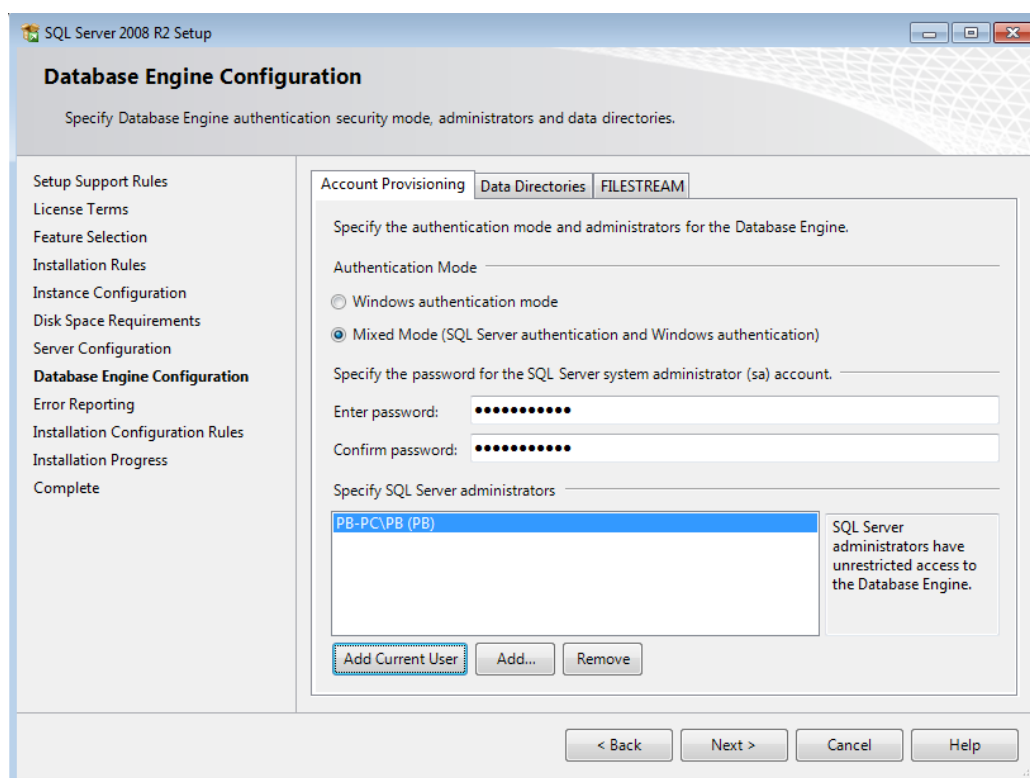 SQL Server 2008 R2 Setup
Database Engine Configuration
Specify Database Engine authentication security mode, administrators and data directories.
Setup Support Rules
License Terms
Feature Selection
Installation Rules
Instance Configuration
Disk Space Requirements
Server Configuration
Database Engine Configuration
Error Reporting
Installation Configuration Rules
Installation Progress
Complete
Account Provisioning Data Directories FILESTREAM
Specify the authentication mode and administrators for the Database Engine.
Authentication Mode
Windows authentication mode
Mixed Mode (SQL Server authentication and Windows authentication)
Specify the password for the SQL Server system administrator (sa) account.
Enter password: ●●●●●●●●●●●
Confirm password: ●●●●●●●●●●●
Specify SQL Server administrators
PB-PC\PB (PB)
SQL Server
administrators have
unrestricted access to
the Database Engine.
Add Current User Add... Remove
< Back Next > Cancel Help